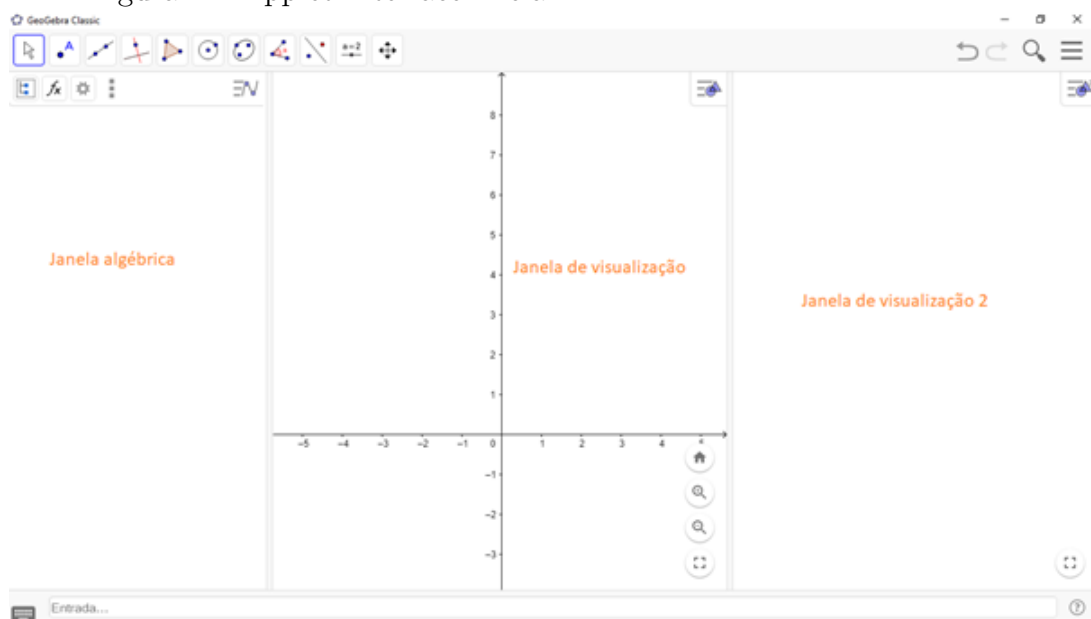 GeoGebra Classic
a=2
fx
Janela algébrica
Janela de visualização
Janela de visualização 2
8
7
6
5
4
3
2
1
-5 -4 -3 -2 -1 0 1 2 3 4
-1
-2
-3
Entrada...